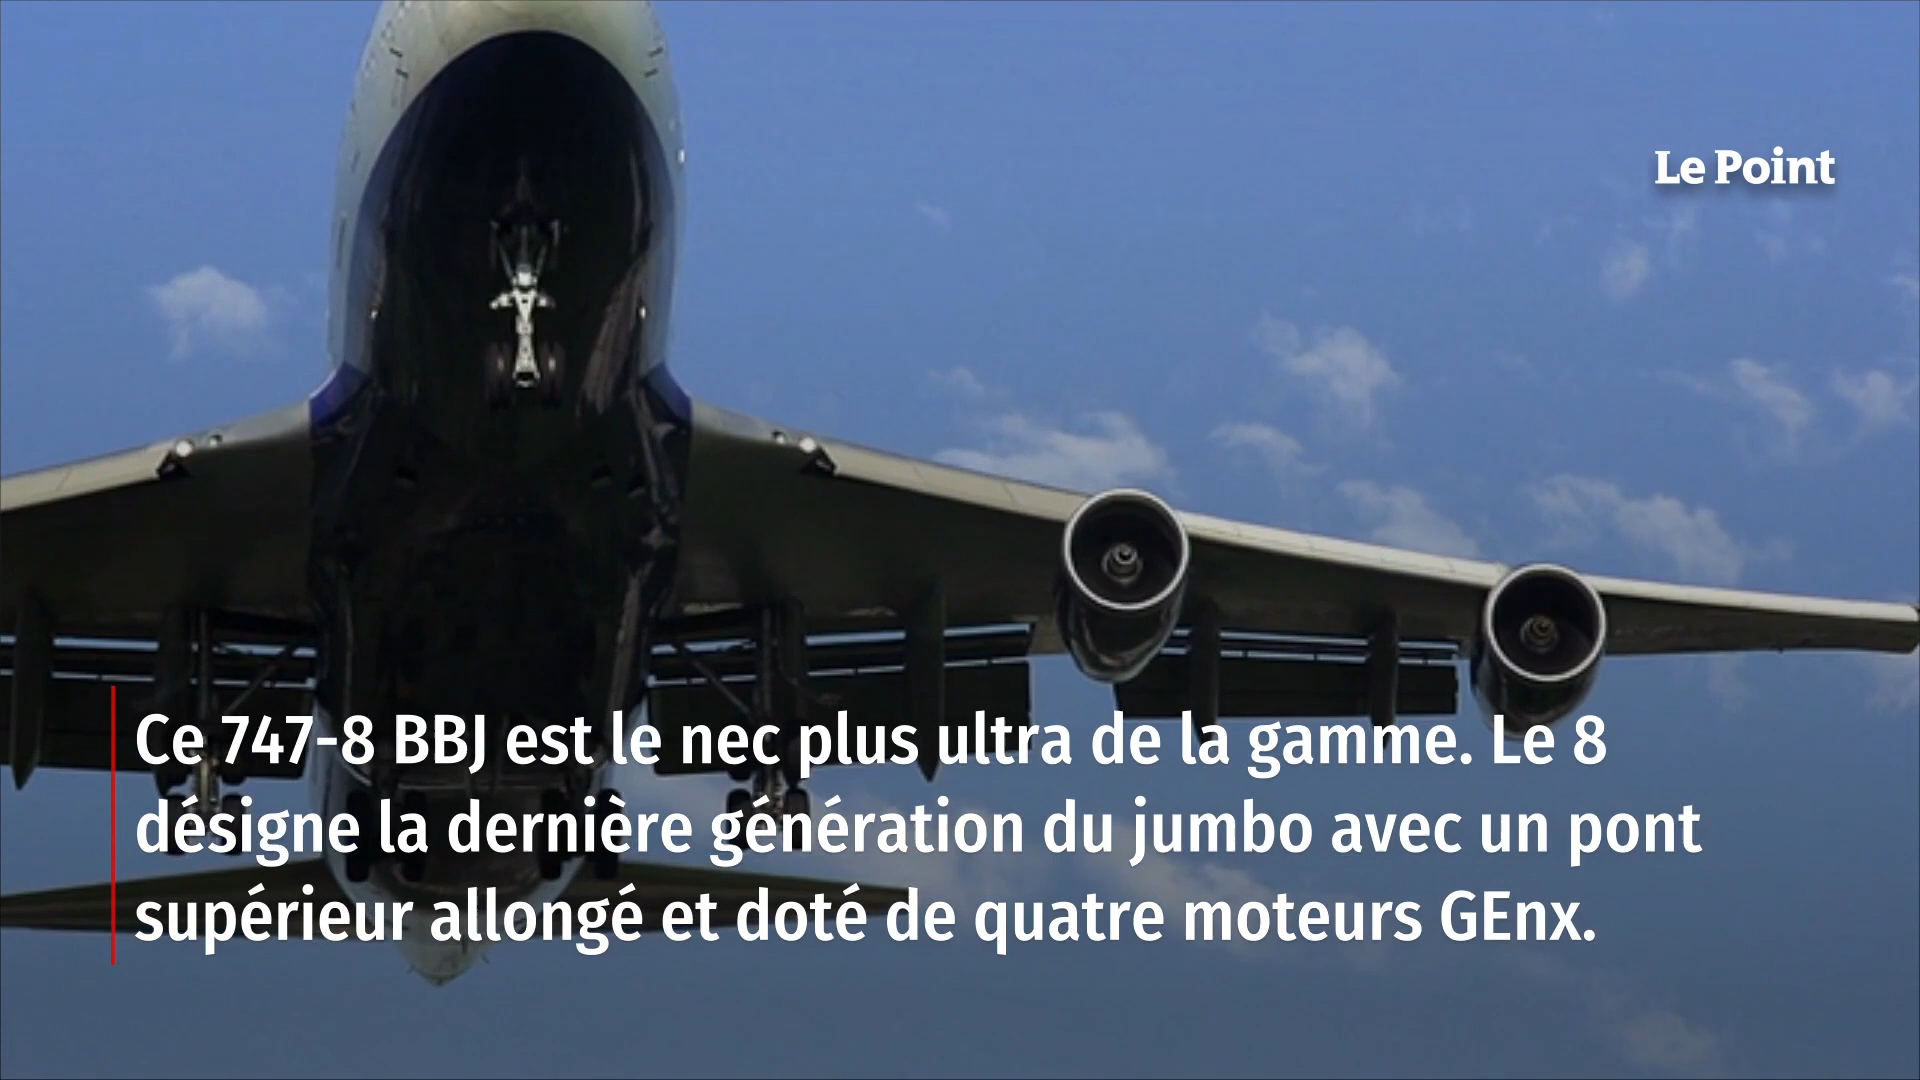 Le Point
Ce 747-8 BBJ est le nec plus ultra de la gamme. Le 8
désigne la dernière génération du jumbo avec un pont
supérieur allongé et doté de quatre moteurs GEnx.